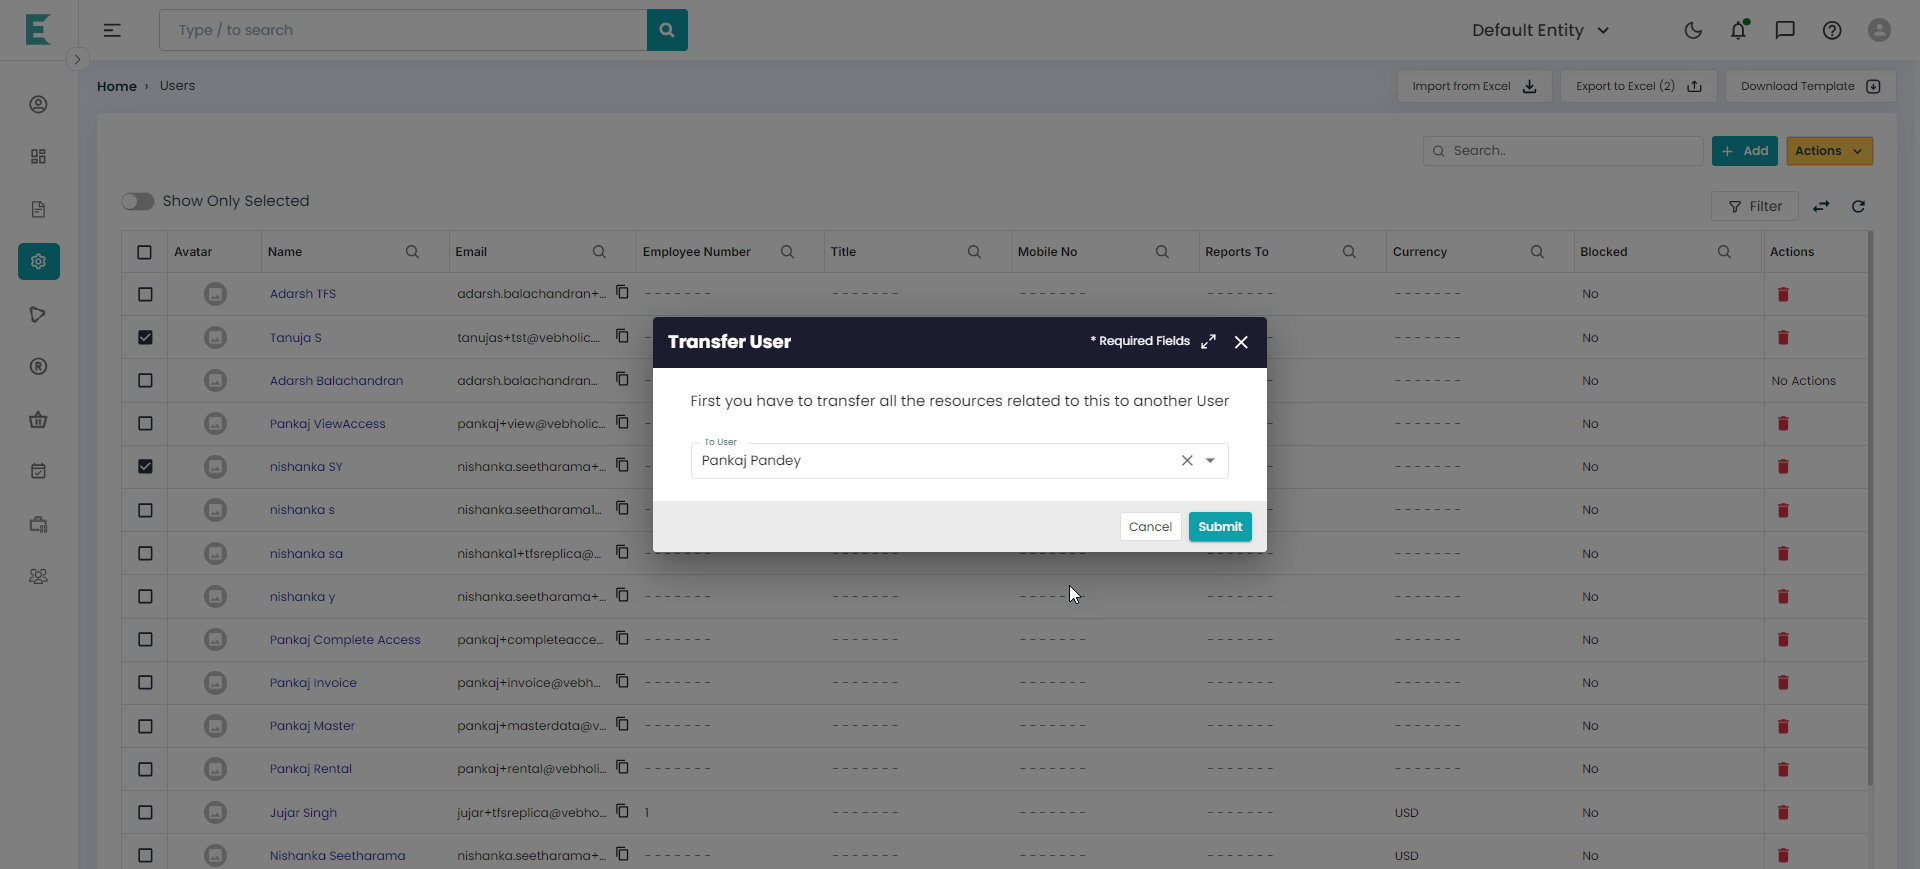 Type / to search
Default Entity
Home › Users
Import from Excel
Export to Excel (2)
Download Template
Search..
+ Add
Actions
Show Only Selected
Filter
Avatar Name Email Employee Number Title Mobile No Reports To Currency Blocked Actions
Adarsh TFS adarsh.balachandran+... - - - - - - - - - - - - - - - - - - - - - - - - - - - - - - - - - - - No
Tanuja S tanujas+tst@vebholic.... No
Adarsh Balachandran adarsh.balachandran... No No Actions
Pankaj ViewAccess pankaj+view@vebholic... No
nishanka SY nishanka.seetharama+... No
nishanka s nishanka.seetharama1... No
nishanka sa nishanka1+tfsreplica@... No
nishanka y nishanka.seetharama+... - - - - - - - - - - - - - - - - - - - - - - - - - - - - - - - - - - - No
Pankaj Complete Access pankaj+completeacce... - - - - - - - - - - - - - - - - - - - - - - - - - - - - - - - - - - - No
Pankaj Invoice pankaj+invoice@vebh... - - - - - - - - - - - - - - - - - - - - - - - - - - - - - - - - - - - No
Pankaj Master pankaj+masterdata@v... - - - - - - - - - - - - - - - - - - - - - - - - - - - - - - - - - - - No
Pankaj Rental pankaj+rental@vebholi... - - - - - - - - - - - - - - - - - - - - - - - - - - - - - - - - - - - No
Jujar Singh jujar+tfsreplica@vebho... 1 - - - - - - - - - - - - - - - - - - - - - USD No
Nishanka Seetharama nishanka.seetharama+... - - - - - - - - - - - - - - - - - - - - - - - - - - - - USD No
Transfer User
* Required Fields
First you have to transfer all the resources related to this to another User
To User
Pankaj Pandey
Cancel
Submit